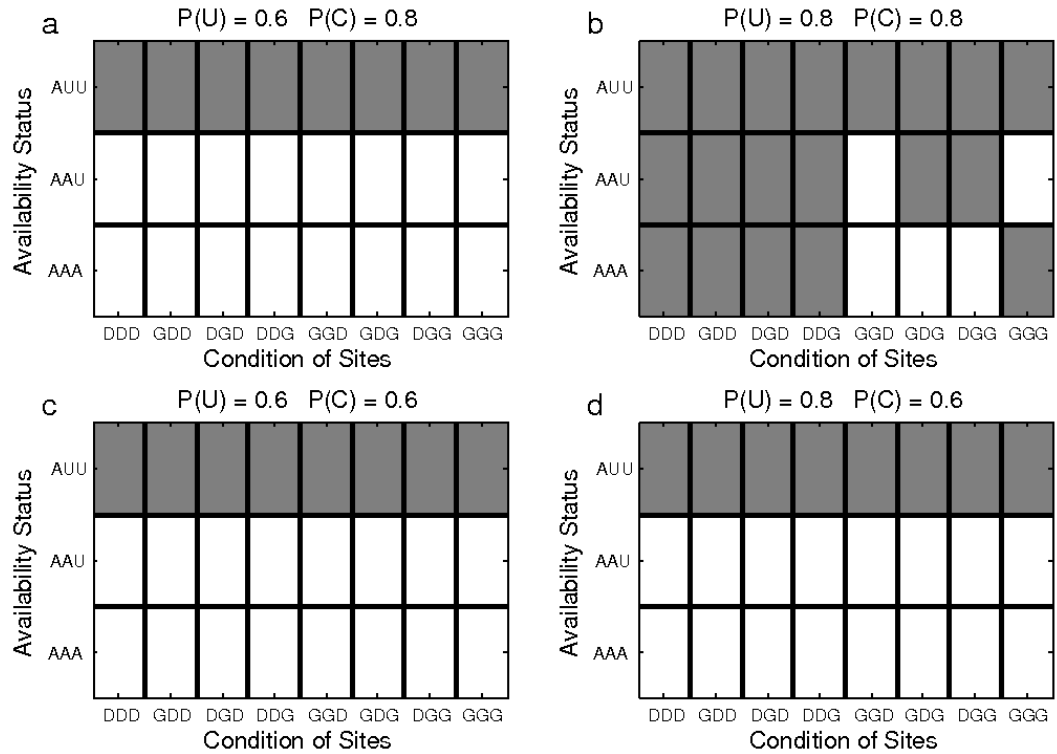 a
P(U) = 0.6 P(C) = 0.8
Availability Status
AUU
AAU
AAA
DDD GDD DGD DDG GGD GDG DGG GGG
Condition of Sites
b
P(U) = 0.8 P(C) = 0.8
Availability Status
AUU
AAU
AAA
DDD GDD DGD DDG GGD GDG DGG GGG
Condition of Sites
c
P(U) = 0.6 P(C) = 0.6
Availability Status
AUU
AAU
AAA
DDD GDD DGD DDG GGD GDG DGG GGG
Condition of Sites
d
P(U) = 0.8 P(C) = 0.6
Availability Status
AUU
AAU
AAA
DDD GDD DGD DDG GGD GDG DGG GGG
Condition of Sites